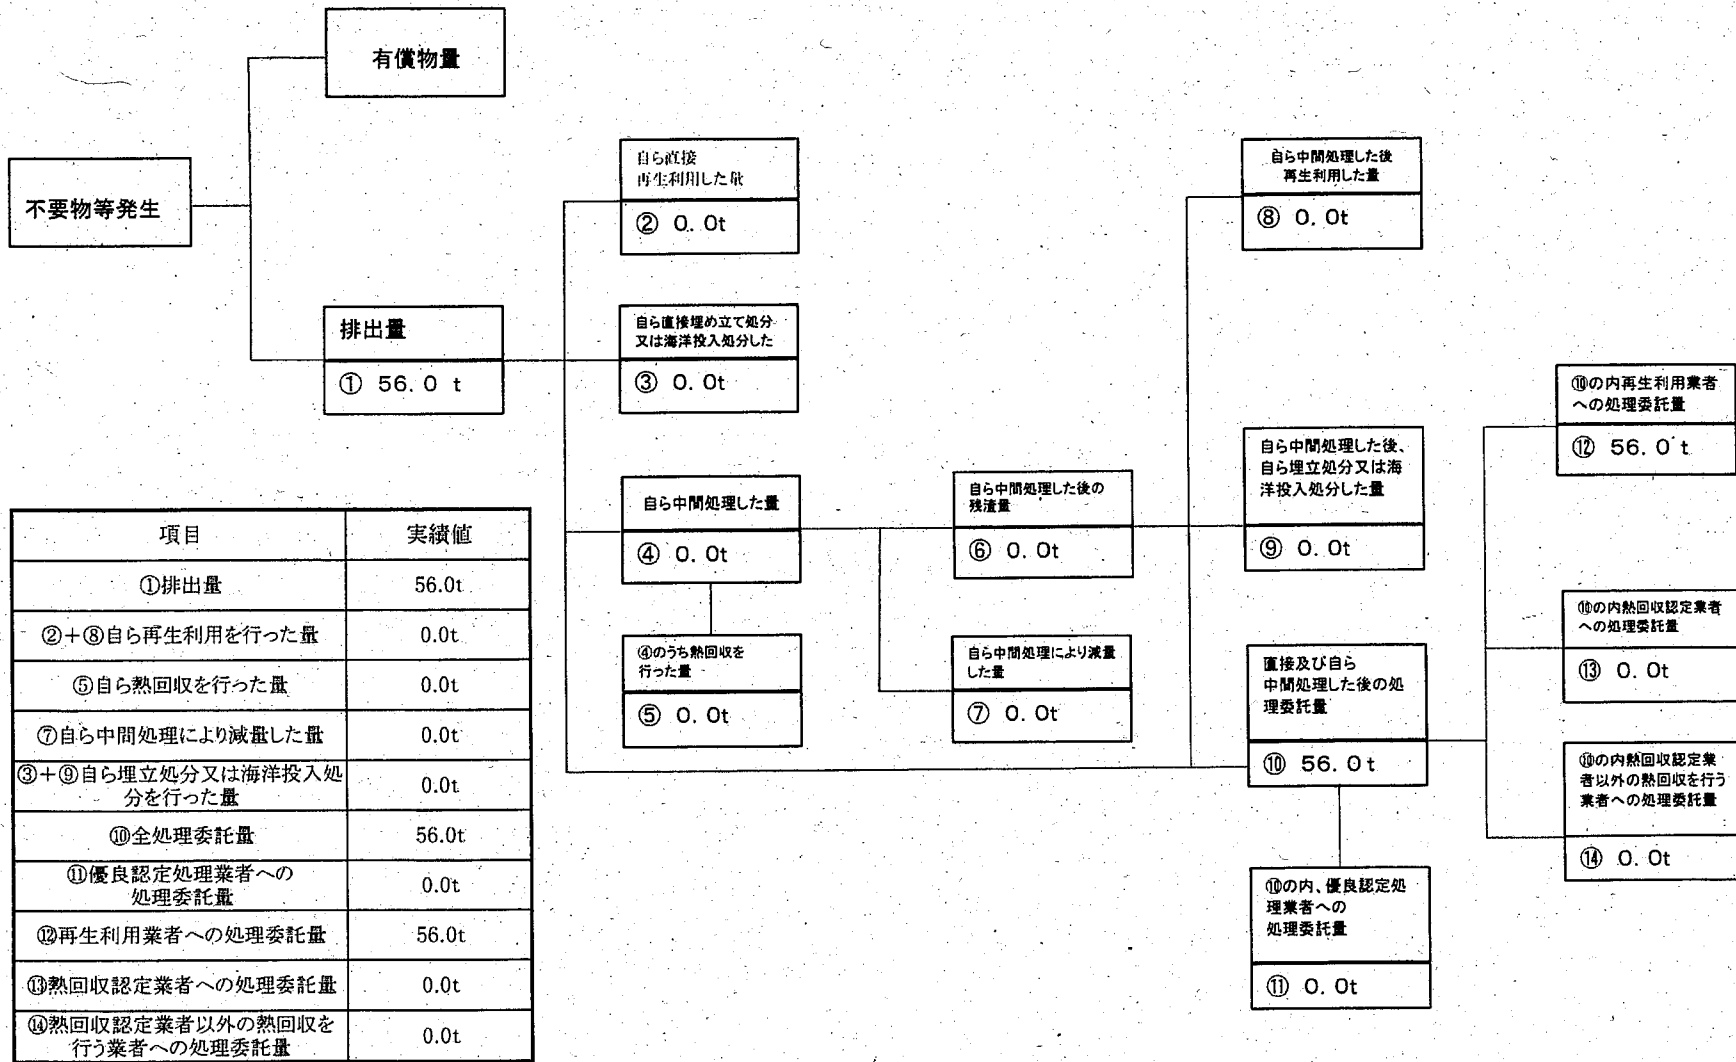 有償物量
不要物等発生
排出量
① 56.0 t
自ら直接
再生利用した量
② 0.0t
自ら直接埋め立て処分
又は海洋投入処分した
③ 0.0t
自ら中間処理した量
④ 0.0t
④のうち熱回収を
行った量
⑤ 0.0t
自ら中間処理した後の
残渣量
⑥ 0.0t
自ら中間処理により減量
した量
⑦ 0.0t
自ら中間処理した後
再生利用した量
⑧ 0.0t
自ら中間処理した後、
自ら埋立処分又は海
洋投入処分した量
⑨ 0.0t
直接及び自ら
中間処理した後の処
理委託量
⑩ 56.0t
⑩の内、優良認定処
理業者への
処理委託量
⑪ 0.0t
⑩の内再生利用業者
への処理委託量
⑫ 56.0 t
⑩の内熱回収認定業者
への処理委託量
⑬ 0.0t
⑩の内熱回収認定業
者以外の熱回収を行う
業者への処理委託量
⑭ 0.0t
項目 実績値
①排出量 56.0t
②+⑧自ら再生利用を行った量 0.0t
⑤自ら熱回収を行った量 0.0t
⑦自ら中間処理により減量した量 0.0t
③+⑨自ら埋立処分又は海洋投入処
分を行った量 0.0t
⑩全処理委託量 56.0t
⑪優良認定処理業者への
処理委託量 0.0t
⑫再生利用業者への処理委託量 56.0t
⑬熱回収認定業者への処理委託量 0.0t
⑭熱回収認定業者以外の熱回収を
行う業者への処理委託量 0.0t